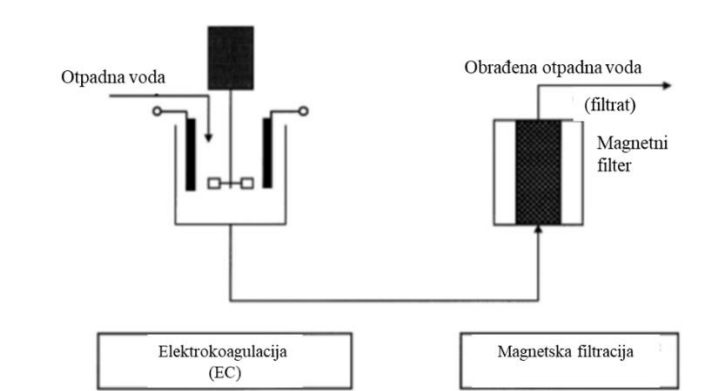 Otpadna voda
Obrađena otpadna voda
(filtrat)
Magnetni
filter
Elektrokoagulacija
(EC)
Magnetska filtracija